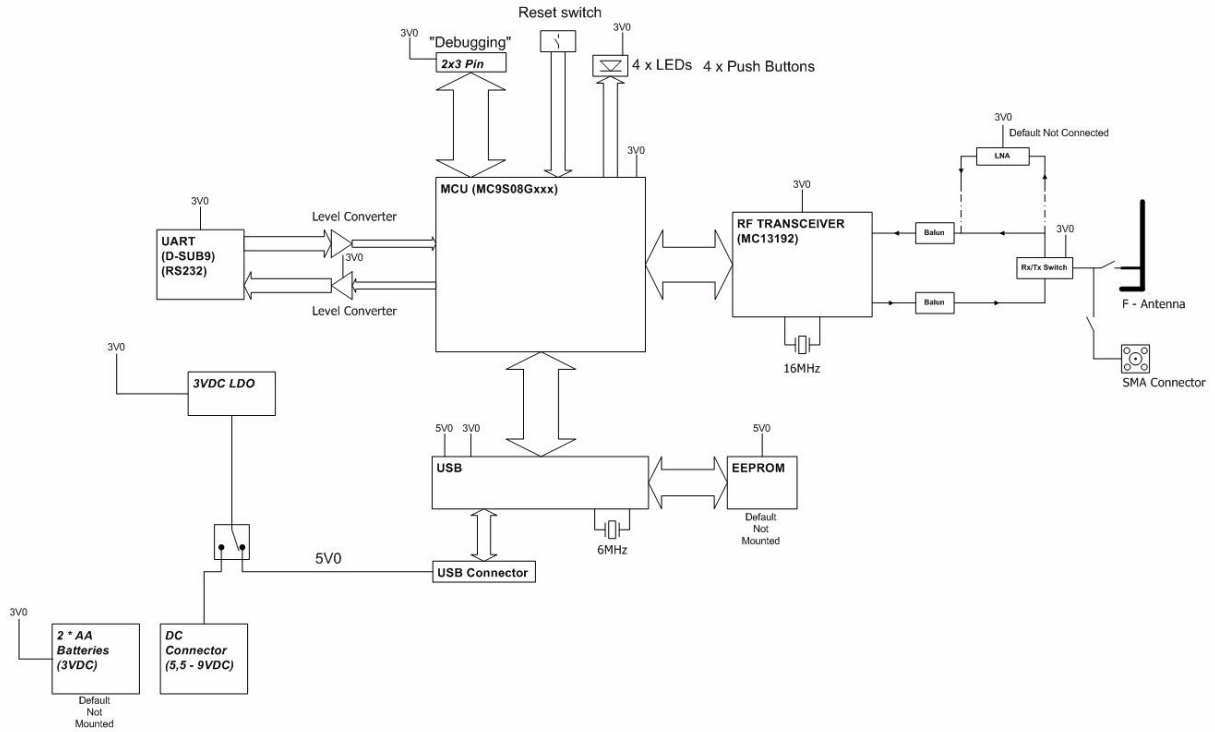 Reset switch
3V0
"Debugging"
2x3 Pin
3V0
4 x LEDs
4 x Push Buttons
3V0
MCU (MC9S08Gxxx)
3V0
UART
(D-SUB9)
(RS232)
Level Converter
3V0
Level Converter
3V0
RF TRANSCEIVER
(MC13192)
16MHz
3V0
Default Not Connected
LNA
Balun
3V0
Rx/Tx Switch
Balun
F - Antenna
SMA Connector
3V0
3VDC LDO
5V0
3V0
USB
6MHz
5V0
EEPROM
Default
Not
Mounted
USB Connector
5V0
3V0
2 * AA
Batteries
(3VDC)
Default
Not
Mounted
DC
Connector
(5,5 - 9VDC)